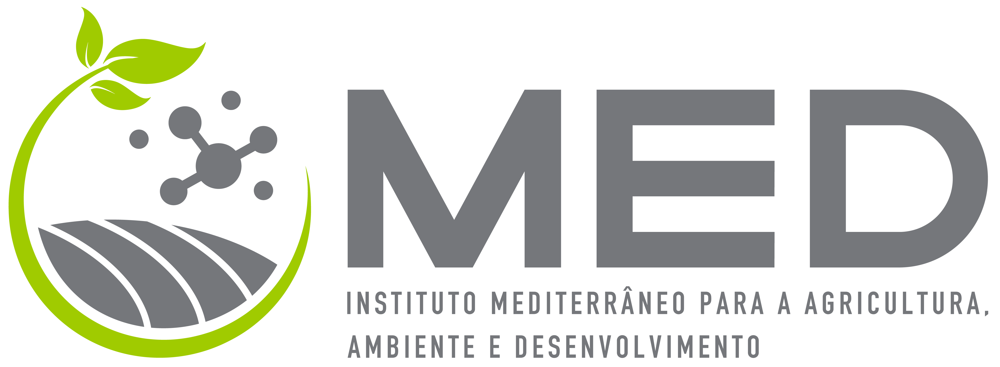 MED
INSTITUTO MEDITERRÂNEO PARA A AGRICULTURA,
AMBIENTE E DESENVOLVIMENTO